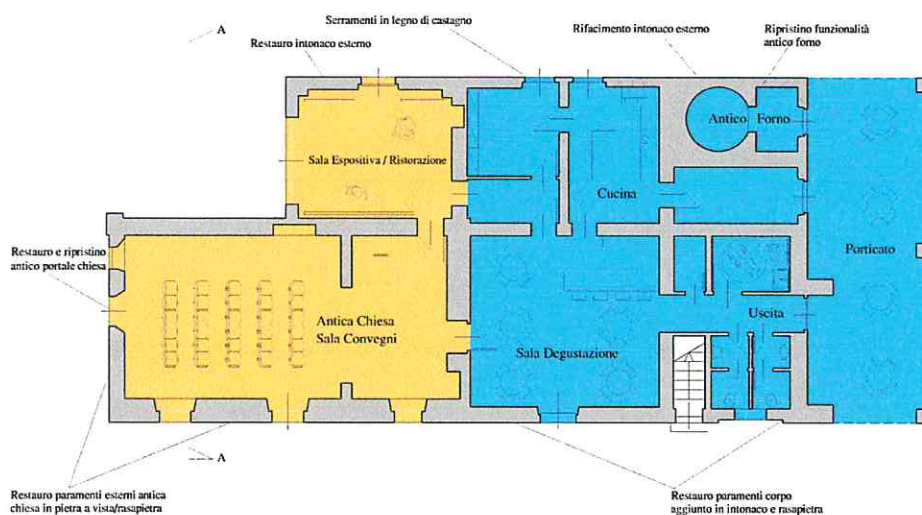 Serramenti in legno di castagno
A
Restauro intonaco esterno
Rifacimento intonaco esterno
Ripristino funzionalità
antico forno
Antico Forno
Sala Espositiva / Ristorazione
Cucina
Restauro e ripristino
antico portale chiesa
Porticato
Antica Chiesa
Sala Convegni
Uscita
Sala Degustazione
A
Restauro paramenti esterni antica
chiesa in pietra a vista/rasapietra
Restauro paramenti corpo
aggiunto in intonaco e rasapietra